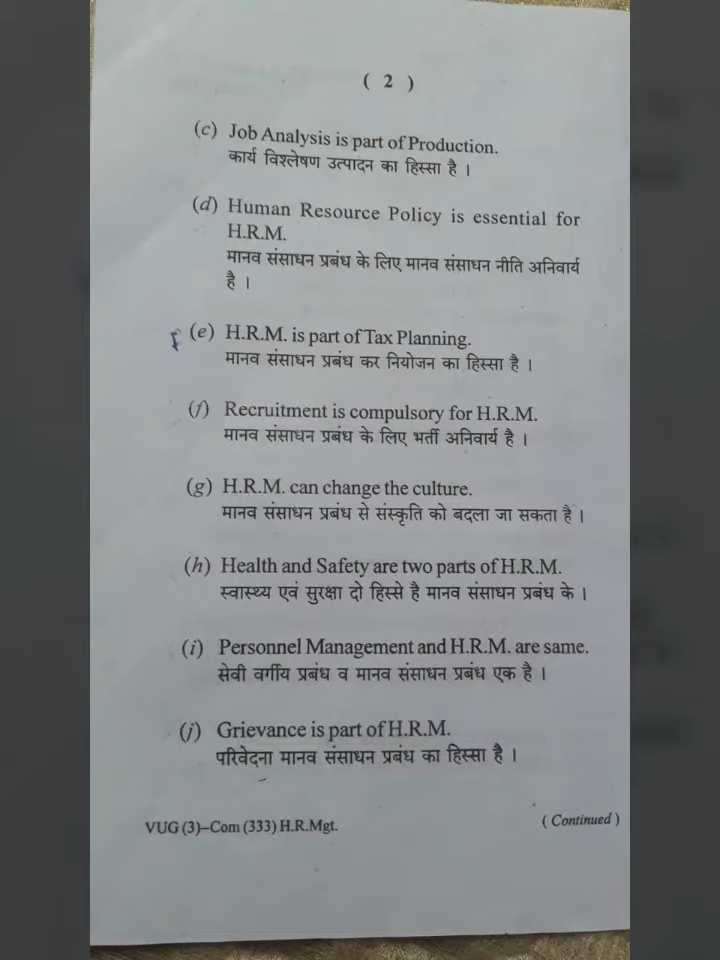 ( 2 )
(c) Job Analysis is part of Production.
कार्य विश्लेषण उत्पादन का हिस्सा है ।
(d) Human Resource Policy is essential for
H.R.M.
मानव संसाधन प्रबंध के लिए मानव संसाधन नीति अनिवार्य
है ।
(e) H.R.M. is part of Tax Planning.
मानव संसाधन प्रबंध कर नियोजन का हिस्सा है ।
(f) Recruitment is compulsory for H.R.M.
मानव संसाधन प्रबंध के लिए भर्ती अनिवार्य है ।
(g) H.R.M. can change the culture.
मानव संसाधन प्रबंध से संस्कृति को बदला जा सकता है ।
(h) Health and Safety are two parts of H.R.M.
स्वास्थ्य एवं सुरक्षा दो हिस्से है मानव संसाधन प्रबंध के ।
(i) Personnel Management and H.R.M. are same.
सेवी वर्गीय प्रबंध व मानव संसाधन प्रबंध एक है ।
(j) Grievance is part of H.R.M.
परिवेदना मानव संसाधन प्रबंध का हिस्सा है ।
VUG (3)–Com (333) H.R.Mgt.
( Continued )